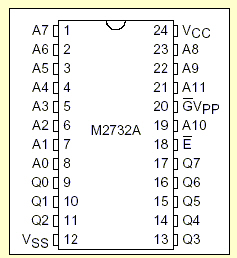 A7 1 24 VCC
A6 2 23 A8
A5 3 22 A9
A4 4 21 A11
A3 5 20 G̅VPP
A2 6 M2732A 19 A10
A1 7 18 E̅
A0 8 17 Q7
Q0 9 16 Q6
Q1 10 15 Q5
Q2 11 14 Q4
VSS 12 13 Q3